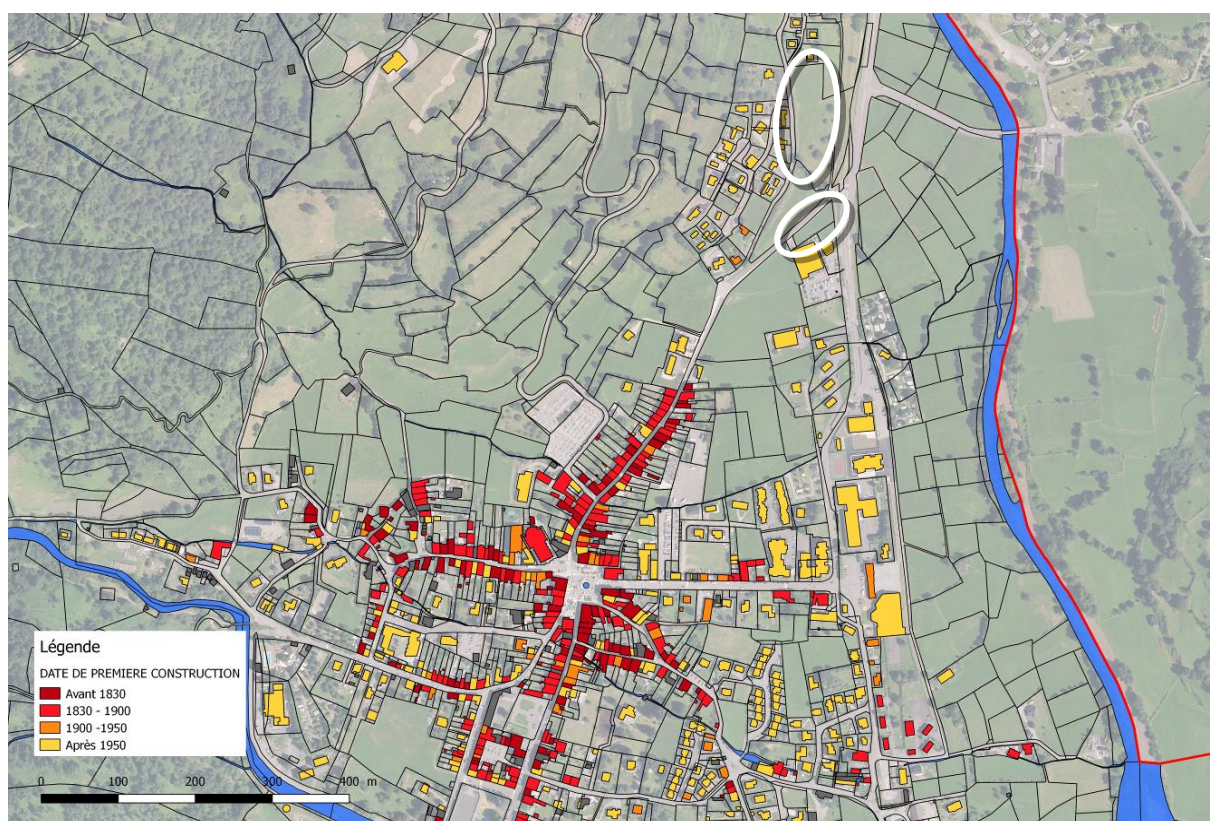 Légende
DATE DE PREMIERE CONSTRUCTION
Avant 1830
1830 - 1900
1900 -1950
Après 1950
0 100 200 300 400 m